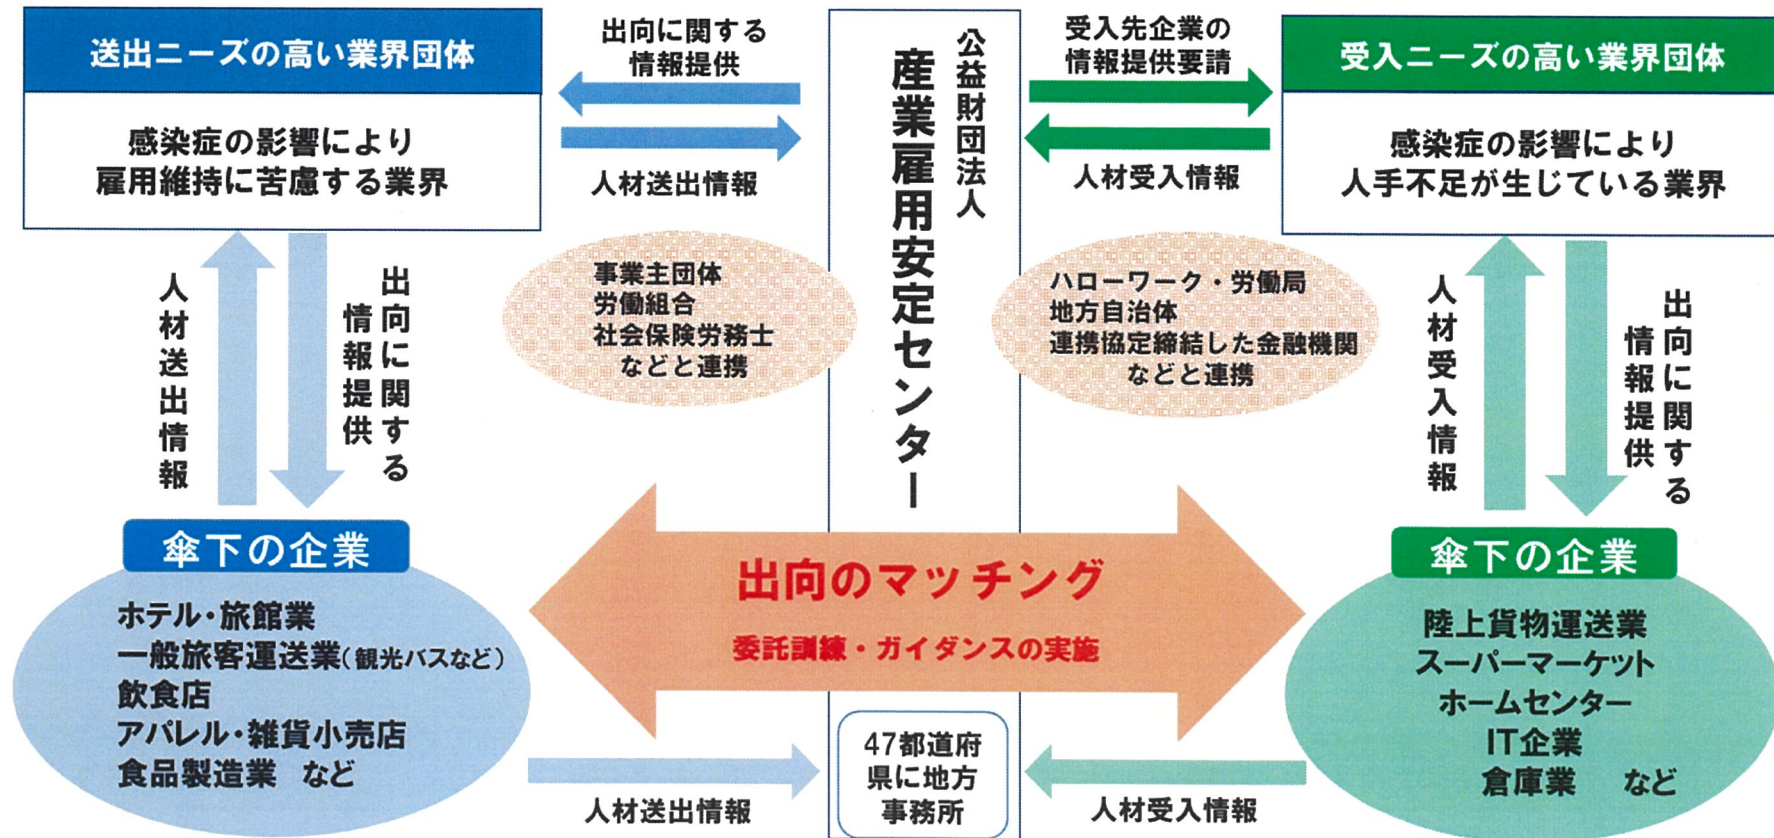 送出ニーズの高い業界団体
感染症の影響により
雇用維持に苦慮する業界
出向に関する
情報提供
人材送出情報
公益財団法人
産業雇用安定センター
受入先企業の
情報提供要請
人材受入情報
受入ニーズの高い業界団体
感染症の影響により
人手不足が生じている業界
事業主団体
労働組合
社会保険労務士
などと連携
ハローワーク・労働局
地方自治体
連携協定締結した金融機関
などと連携
人材送出情報
出向に関する
情報提供
人材受入情報
出向に関する
情報提供
傘下の企業
ホテル・旅館業
一般旅客運送業(観光バスなど)
飲食店
アパレル・雑貨小売店
食品製造業 など
出向のマッチング
委託訓練・ガイダンスの実施
傘下の企業
陸上貨物運送業
スーパーマーケット
ホームセンター
IT企業
倉庫業 など
人材送出情報
47都道府
県に地方
事務所
人材受入情報